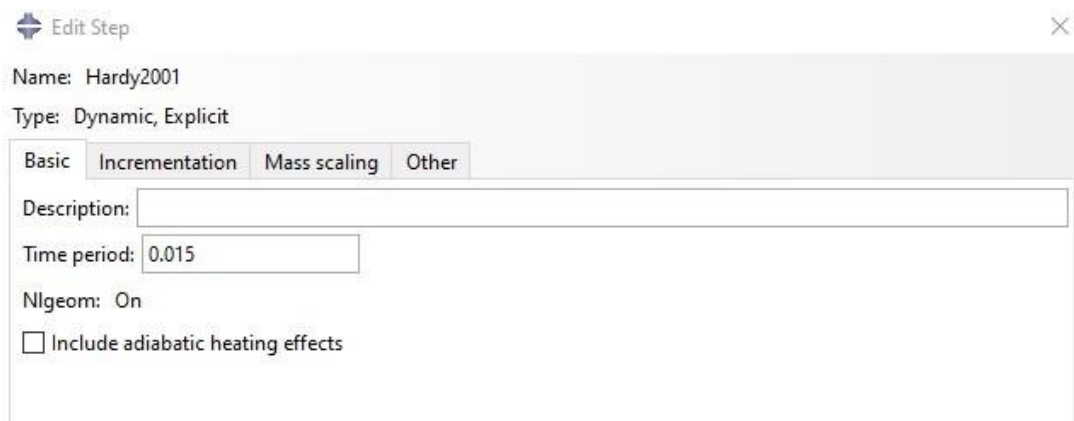 Edit Step
Name: Hardy2001
Type: Dynamic, Explicit
Basic Incrementation Mass scaling Other
Description:
Time period: 0.015
Nlgeom: On
Include adiabatic heating effects